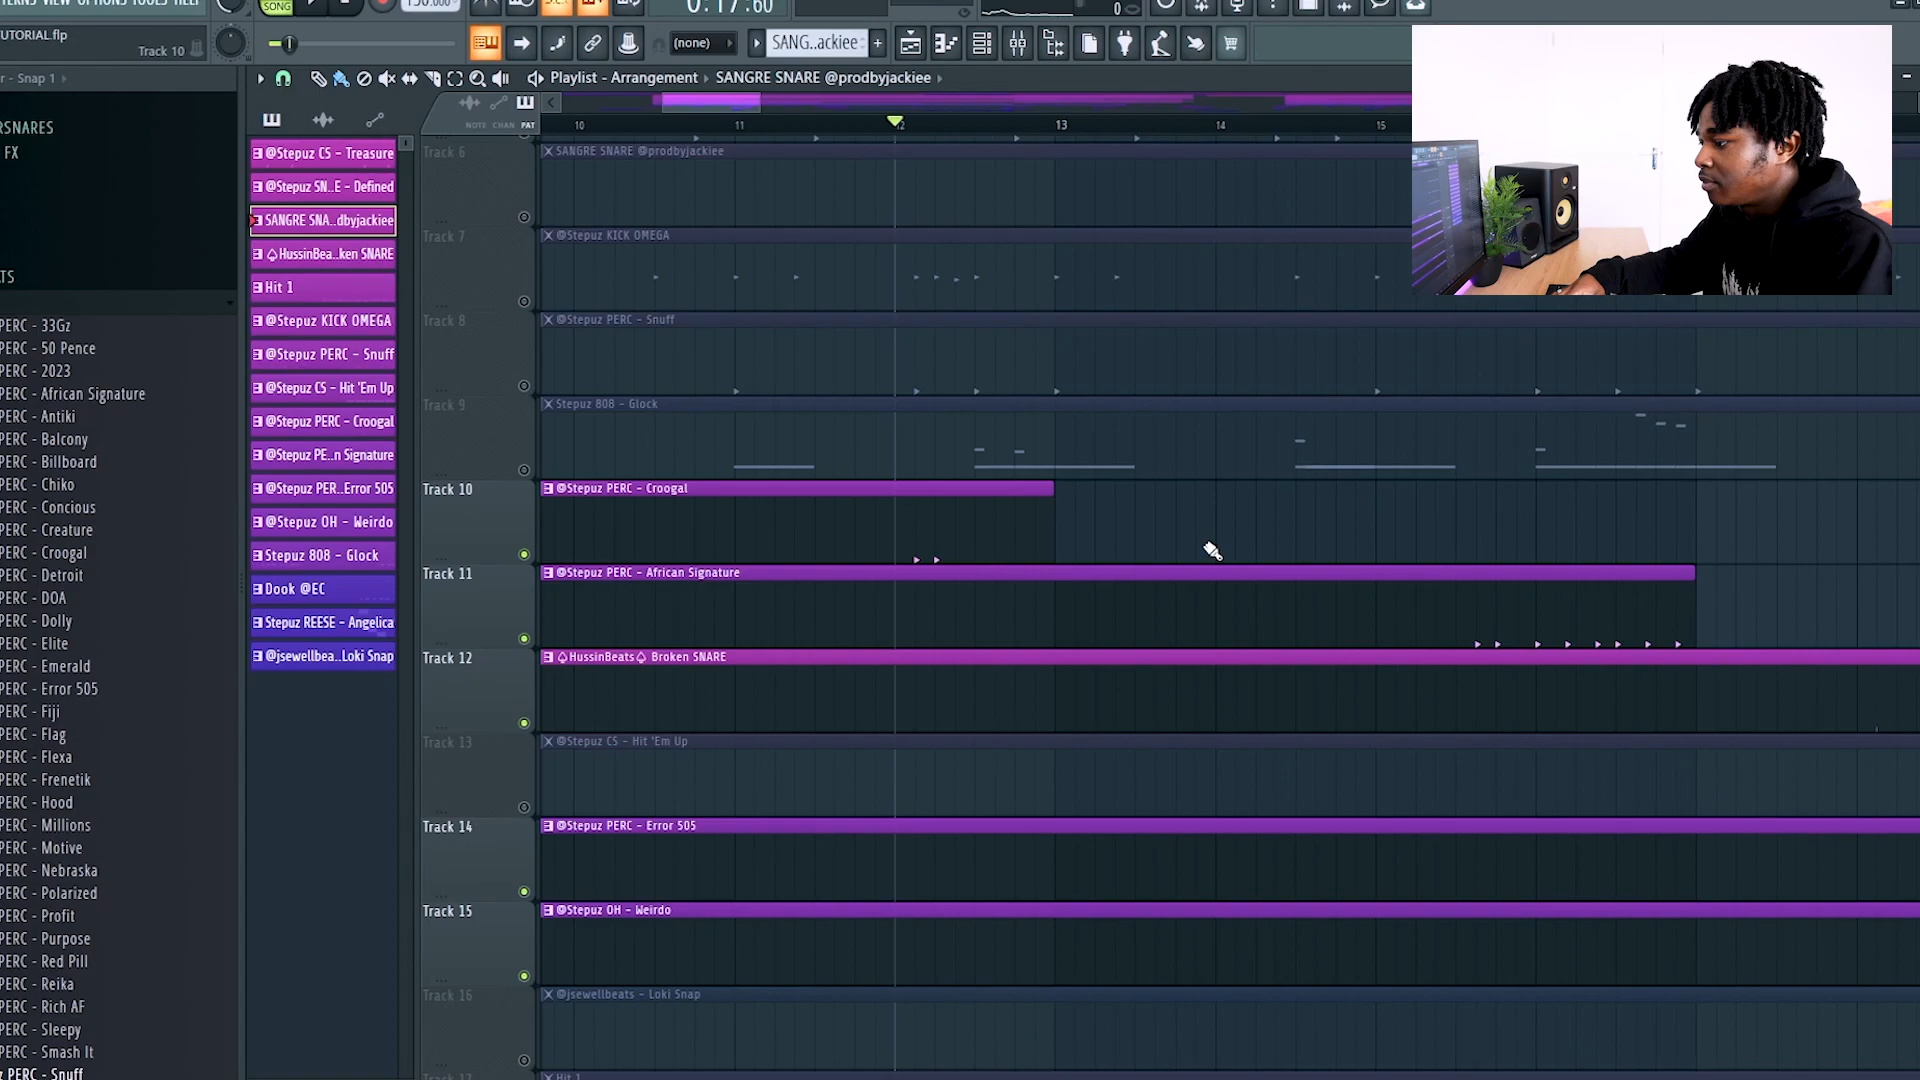 VIEW OPTIONS TOOLS HELP
SONG
150.000
0:17:60
0
UTORIAL.flp
Track 10
(none)
SANG..ackiee
+
r - Snap 1
Playlist - Arrangement
SANGRE SNARE @prodbyjackiee
NOTE CHAN PAT
10
11
12
13
14
15
RSNARES
FX
TS
PERC - 33Gz
PERC - 50 Pence
PERC - 2023
PERC - African Signature
PERC - Antiki
PERC - Balcony
PERC - Billboard
PERC - Chiko
PERC - Concious
PERC - Creature
PERC - Croogal
PERC - Detroit
PERC - DOA
PERC - Dolly
PERC - Elite
PERC - Emerald
PERC - Error 505
PERC - Fiji
PERC - Flag
PERC - Flexa
PERC - Frenetik
PERC - Hood
PERC - Millions
PERC - Motive
PERC - Nebraska
PERC - Polarized
PERC - Profit
PERC - Purpose
PERC - Red Pill
PERC - Reika
PERC - Rich AF
PERC - Sleepy
PERC - Smash It
z PERC - Snuff
@Stepuz CS - Treasure
@Stepuz SN..E - Defined
SANGRE SNA..dbyjackiee
♤HussinBea..ken SNARE
Hit 1
@Stepuz KICK OMEGA
@Stepuz PERC - Snuff
@Stepuz CS - Hit 'Em Up
@Stepuz PERC - Croogal
@Stepuz PE..n Signature
@Stepuz PER..Error 505
@Stepuz OH - Weirdo
Stepuz 808 - Glock
Dook @EC
Stepuz REESE - Angelica
@jsewellbea..Loki Snap
Track 6
SANGRE SNARE @prodbyjackiee
Track 7
@Stepuz KICK OMEGA
Track 8
@Stepuz PERC - Snuff
Track 9
Stepuz 808 - Glock
Track 10
@Stepuz PERC - Croogal
Track 11
@Stepuz PERC - African Signature
Track 12
♤HussinBeats♤ Broken SNARE
Track 13
@Stepuz CS - Hit 'Em Up
Track 14
@Stepuz PERC - Error 505
Track 15
@Stepuz OH - Weirdo
Track 16
@jsewellbeats - Loki Snap
Track 17
Hit 1